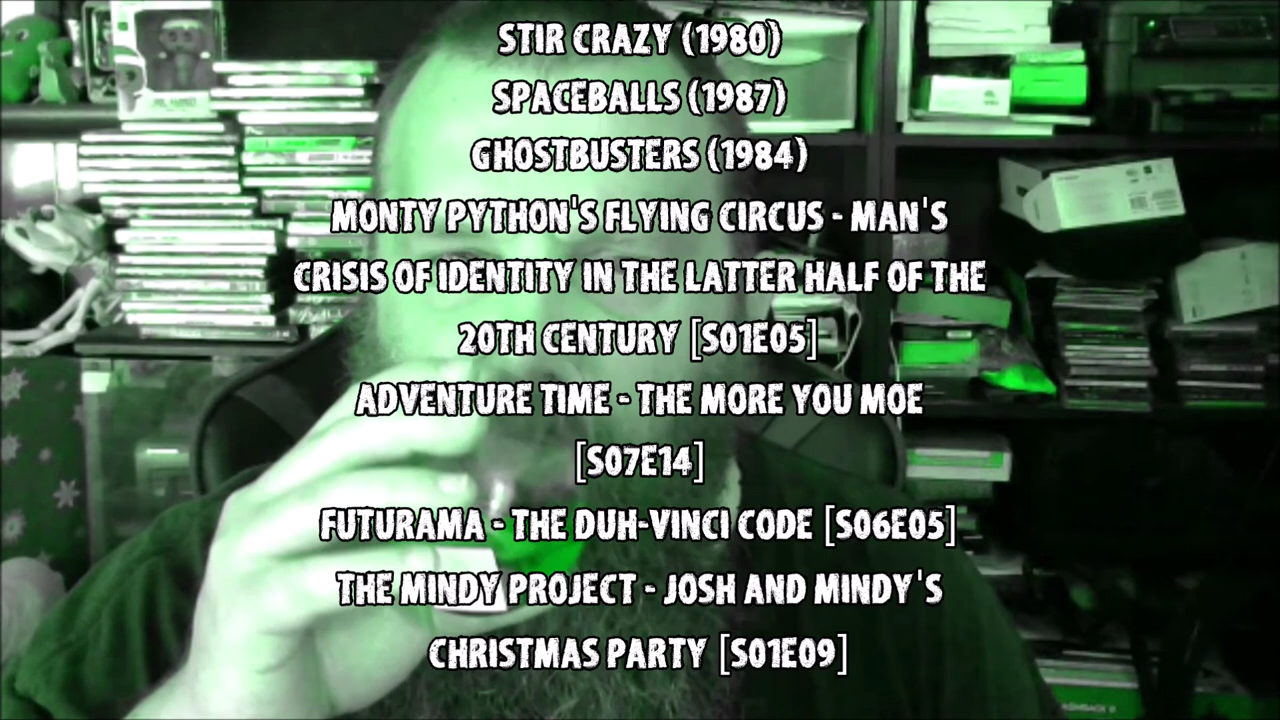 STIR CRAZY (1980)
SPACEBALLS (1987)
GHOSTBUSTERS (1984)
MONTY PYTHON'S FLYING CIRCUS - MAN'S
CRISIS OF IDENTITY IN THE LATTER HALF OF THE
20TH CENTURY [S01E05]
ADVENTURE TIME - THE MORE YOU MOE
[S07E14]
FUTURAMA - THE DUH-VINCI CODE [S06E05]
THE MINDY PROJECT - JOSH AND MINDY'S
CHRISTMAS PARTY [S01E09]